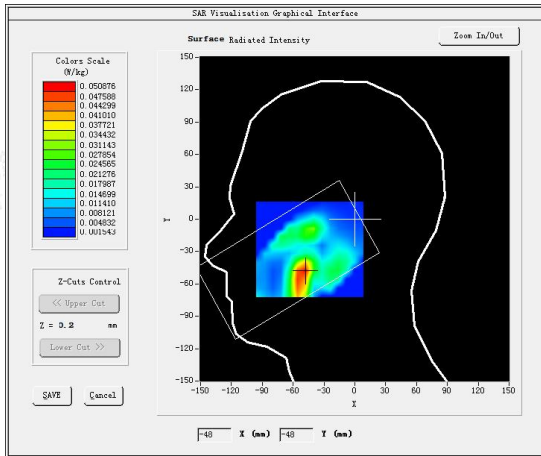 SAR Visualisation Graphical Interface
Surface Radiated Intensity
Zoom In/Out
Colors Scale
(W/kg)
0.050876
0.047588
0.044299
0.041010
0.037721
0.034432
0.031143
0.027854
0.024565
0.021276
0.017987
0.014699
0.011410
0.008121
0.004832
0.001543
Z-Cuts Control
<< Upper Cut
Z = 0.2 mm
Lower Cut >>
SAVE
Cancel
150
120
90
60
30
0
-30
-60
-90
-120
-150
Y
-150 -120 -90 -60 -30 0 30 60 90 120 150
X
-48 X (mm) -48 Y (mm)